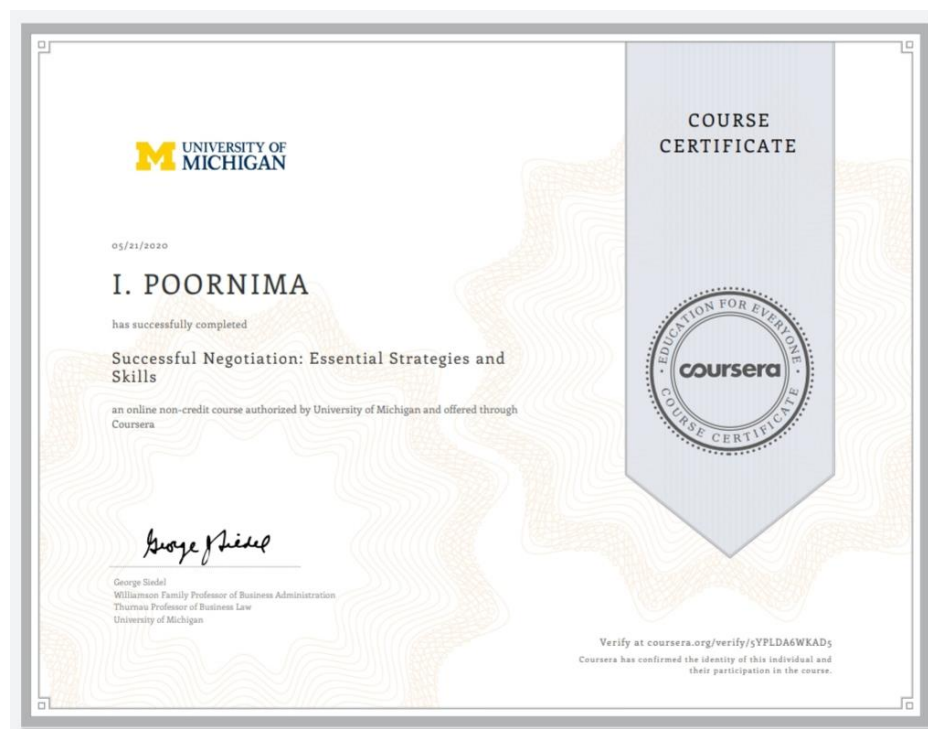 UNIVERSITY OF
MICHIGAN
COURSE
CERTIFICATE
05/21/2020
I. POORNIMA
has successfully completed
Successful Negotiation: Essential Strategies and
Skills
an online non-credit course authorized by University of Michigan and offered through
Coursera
EDUCATION FOR EVERYONE
coursera
COURSE CERTIFICATE
George Siedel
George Siedel
Williamson Family Professor of Business Administration
Thurnau Professor of Business Law
University of Michigan
Verify at coursera.org/verify/5YPLDA6WKAD5
Coursera has confirmed the identity of this individual and
their participation in the course.